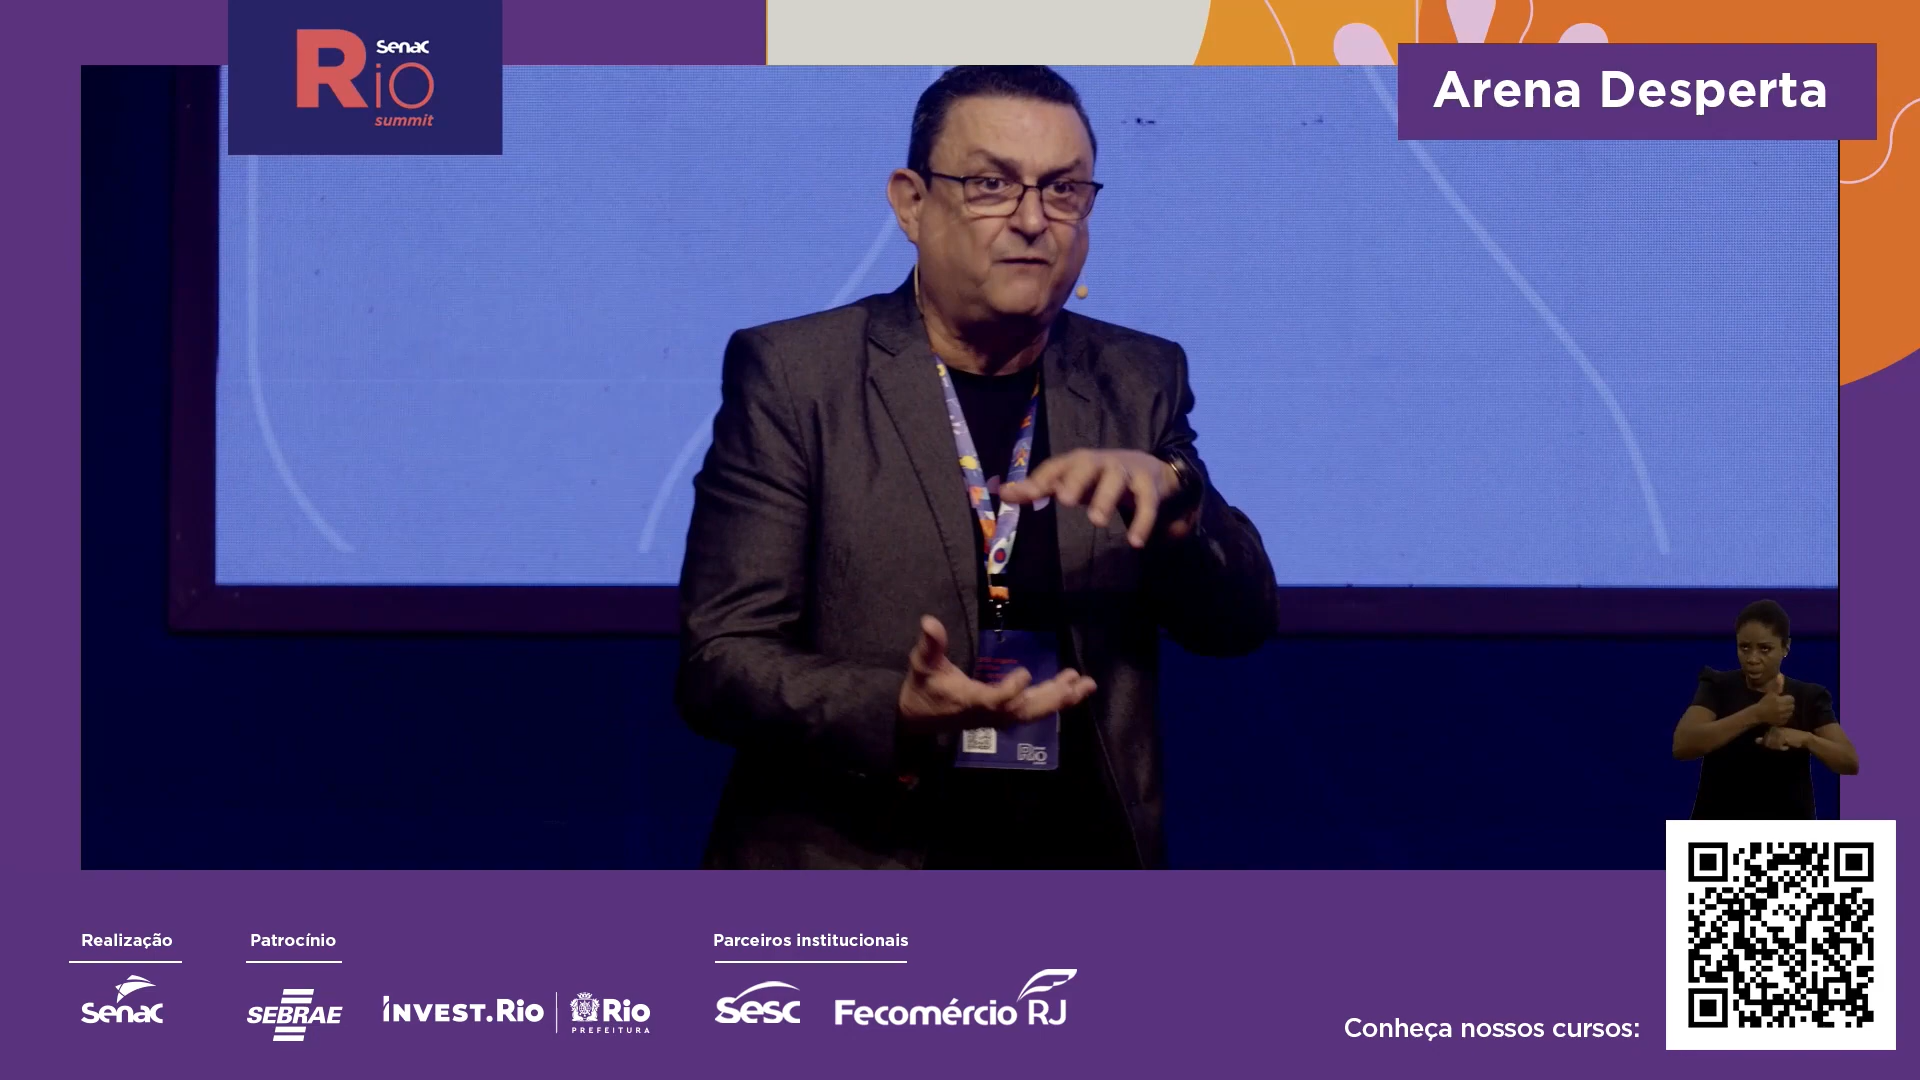 Senac
Rio
summit
Arena Desperta
Rio
Realização
Patrocínio
Parceiros institucionais
Senac
SEBRAE
INVEST.Rio
Rio
PREFEITURA
Sesc
Fecomércio RJ
Conheça nossos cursos: